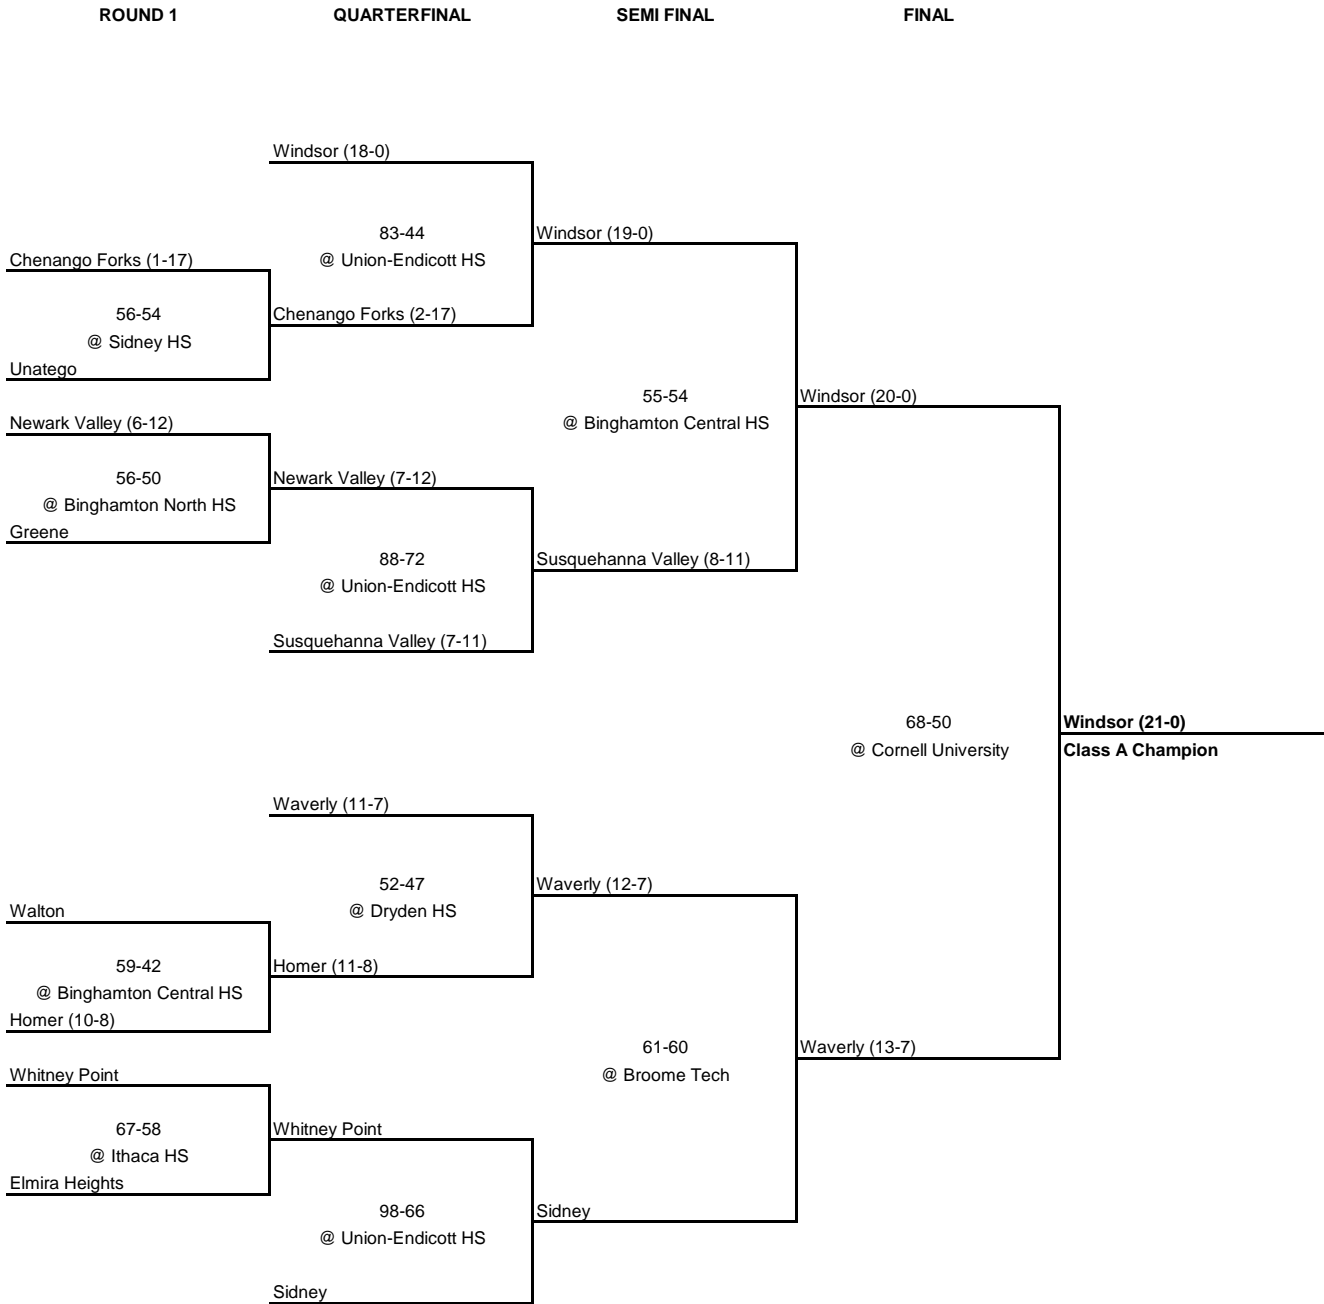 ROUND 1 QUARTERFINAL SEMI FINAL FINAL
Windsor (18-0)
83-44
@ Union-Endicott HS
Windsor (19-0)
Chenango Forks (1-17)
56-54
@ Sidney HS
Chenango Forks (2-17)
Unatego
55-54
@ Binghamton Central HS
Windsor (20-0)
Newark Valley (6-12)
56-50
@ Binghamton North HS
Newark Valley (7-12)
Greene
88-72
@ Union-Endicott HS
Susquehanna Valley (8-11)
Susquehanna Valley (7-11)
68-50
@ Cornell University
Windsor (21-0)
Class A Champion
Waverly (11-7)
52-47
@ Dryden HS
Waverly (12-7)
Walton
59-42
@ Binghamton Central HS
Homer (11-8)
Homer (10-8)
61-60
@ Broome Tech
Waverly (13-7)
Whitney Point
67-58
@ Ithaca HS
Whitney Point
Elmira Heights
98-66
@ Union-Endicott HS
Sidney
Sidney